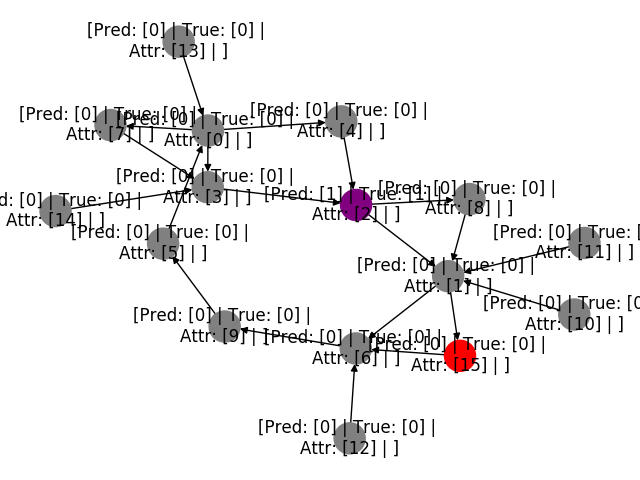 [Pred: [0] | True: [0] |
Attr: [13] | ]
[Pred: [0] | True: [0] |
Attr: [7] | ]
[Pred: [0] | True: [0] |
Attr: [0] | ]
[Pred: [0] | True: [0] |
Attr: [4] | ]
[Pred: [0] | True: [0] |
Attr: [3] | ]
[Pred: [1] | True: [1] |
Attr: [2] | ]
[Pred: [0] | True: [0] |
Attr: [8] | ]
d: [0] | True: [0] |
Attr: [14] | ]
[Pred: [0] | True: [0] |
Attr: [5] | ]
[Pred: [0] | True: [0]
Attr: [11] | ]
[Pred: [0] | True: [0] |
Attr: [1] | ]
[Pred: [0] | True: [0
Attr: [10] | ]
[Pred: [0] | True: [0] |
Attr: [9] | ]
[Pred: [0] | True: [0] |
Attr: [6] | ]
[Pred: [0] | True: [0] |
Attr: [15] | ]
[Pred: [0] | True: [0] |
Attr: [12] | ]